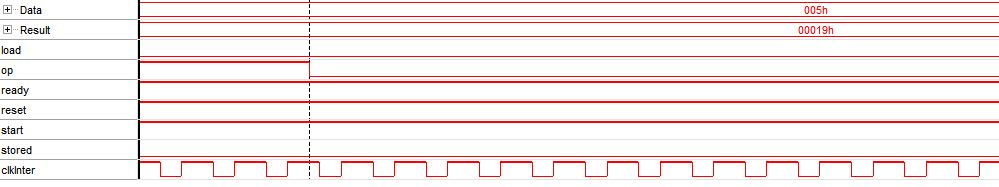 Data 005h
Result 00019h
load
op
ready
reset
start
stored
clkInter